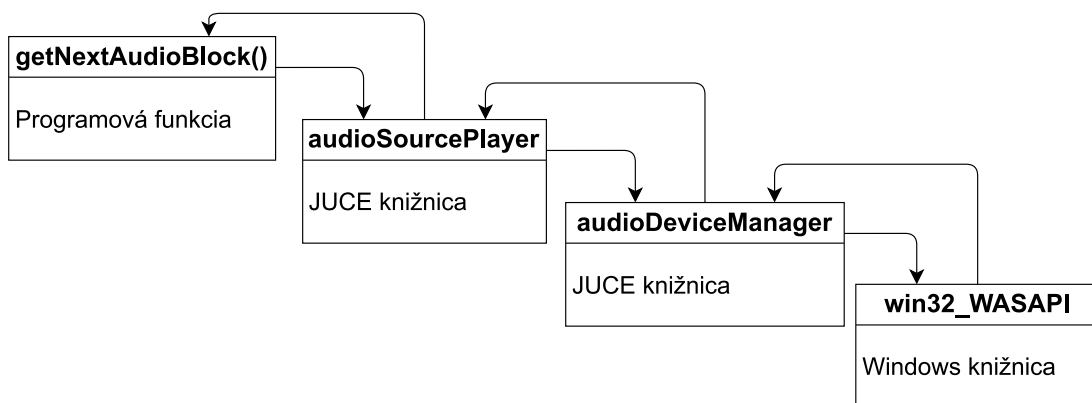 getNextAudioBlock()
Programová funkcia
audioSourcePlayer
JUCE knižnica
audioDeviceManager
JUCE knižnica
win32_WASAPI
Windows knižnica